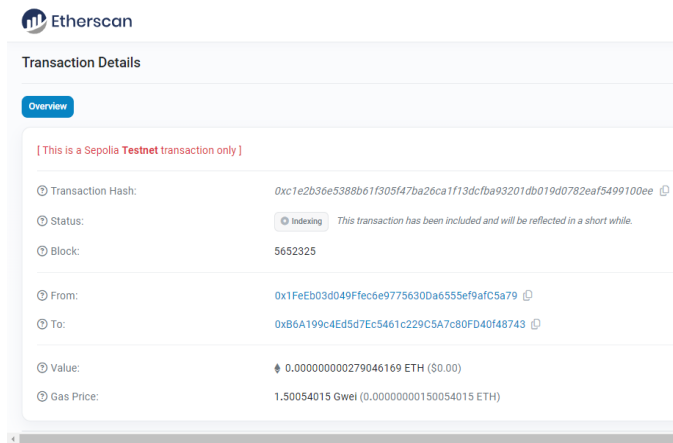 Etherscan
Transaction Details
Overview
[ This is a Sepolia Testnet transaction only ]
Transaction Hash: 0xc1e2b36e5388b61f305f47ba26ca1f13dcfba93201db019d0782eaf5499100ee
Status: Indexing This transaction has been included and will be reflected in a short while.
Block: 5652325
From: 0x1FeEb03d049Ffec6e9775630Da6555ef9afC5a79
To: 0xB6A199c4Ed5d7Ec5461c229C5A7c80FD40f48743
Value: 0.000000000279046169 ETH ($0.00)
Gas Price: 1.50054015 Gwei (0.00000000150054015 ETH)